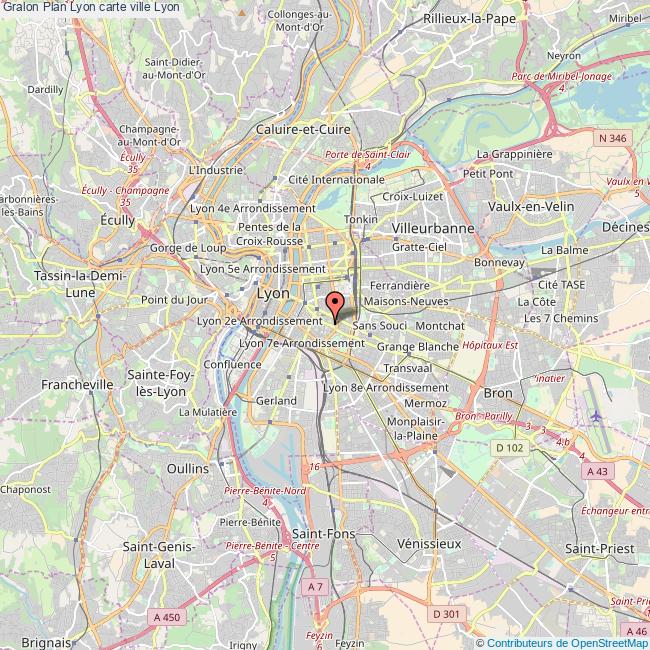 Gralon Plan Lyon carte ville Lyon
Collonges-au-
Mont-d'Or
Rillieux-la-Pape
Miribel
Neyron
Saint-Didier-
au-Mont-d'Or
Parc de Miribel-Jonage
4
Dardilly
Champagne-
au-Mont-d'Or
Caluire-et-Cuire
N 346
Écully
35
Porte de Saint-Clair
4
La Grappinière
L'Industrie
Petit Pont
Cité Internationale
Vaulx en V
5
Écully - Champagne
35
Croix-Luizet
arbonnières-
les-Bains
Lyon 4e Arrondissement
Vaulx-en-Velin
Écully
Tonkin
Pentes de la
Croix-Rousse
Villeurbanne
Décines
Gorge de Loup
Gratte-Ciel
La Balme
Bonnevay
Tassin-la-Demi-
Lune
Lyon 5e Arrondissement
Ferrandière
Cité TASE
Point du Jour
Lyon
Maisons-Neuves
La Côte
Les 7 Chemins
Lyon 2e Arrondissement
Sans Souci
Montchat
Lyon 7e Arrondissement
Grange Blanche
Hôpitaux Est
Confluence
Transvaal
Sainte-Foy-
lès-Lyon
Francheville
Lyon 8e Arrondissement
Bron
'inatier
Gerland
Mermoz
La Mulatière
Bron - Parilly
Monplaisir-
la-Plaine
3
3
4 b
4
D 102
Oullins
16
A 43
Chaponost
Pierre-Bénite-Nord
4
Échangeur entr
Pierre-Bénite
Saint-Fons
Saint-Genis-
Laval
Pierre-Bénite - Centre
5
Vénissieux
Saint-Priest
A 7
A 450
D 301
Saint-Prie
6
A 46
Feyzin
Brignais
Irigny
Feyzin
© Contributeurs de OpenStreetMap